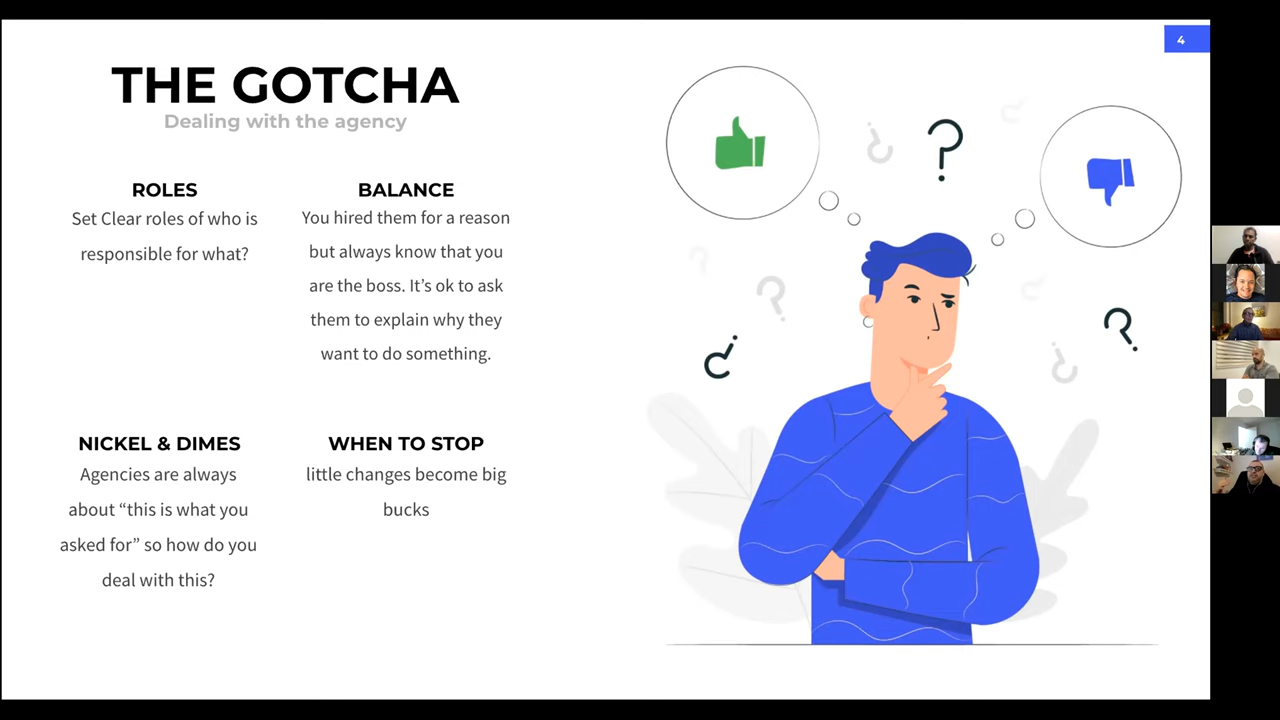 4
THE GOTCHA
Dealing with the agency
ROLES
Set Clear roles of who is
responsible for what?
BALANCE
You hired them for a reason
but always know that you
are the boss. It’s ok to ask
them to explain why they
want to do something.
NICKEL & DIMES
Agencies are always
about “this is what you
asked for” so how do you
deal with this?
WHEN TO STOP
little changes become big
bucks